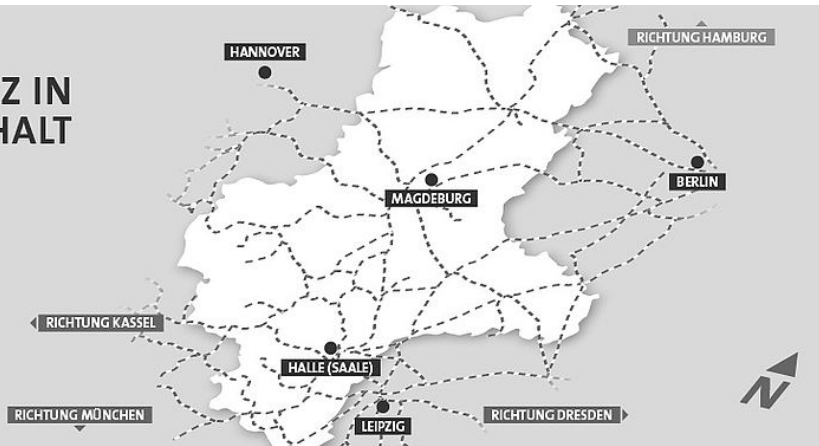 Z IN
HALT
HANNOVER
RICHTUNG HAMBURG
MAGDEBURG
BERLIN
RICHTUNG KASSEL
HALLE (SAALE)
RICHTUNG MÜNCHEN
LEIPZIG
RICHTUNG DRESDEN
N